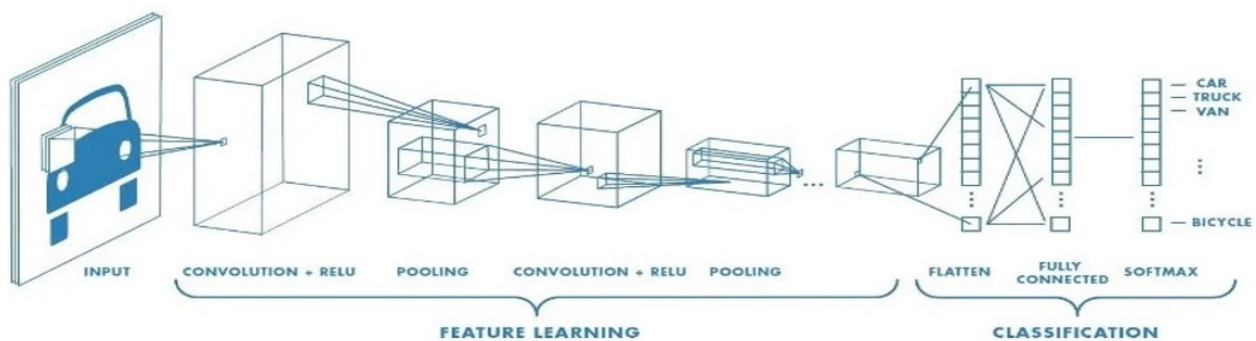 CAR
TRUCK
VAN
BICYCLE
INPUT
CONVOLUTION + RELU
POOLING
CONVOLUTION + RELU
POOLING
FLATTEN
FULLY
CONNECTED
SOFTMAX
FEATURE LEARNING
CLASSIFICATION